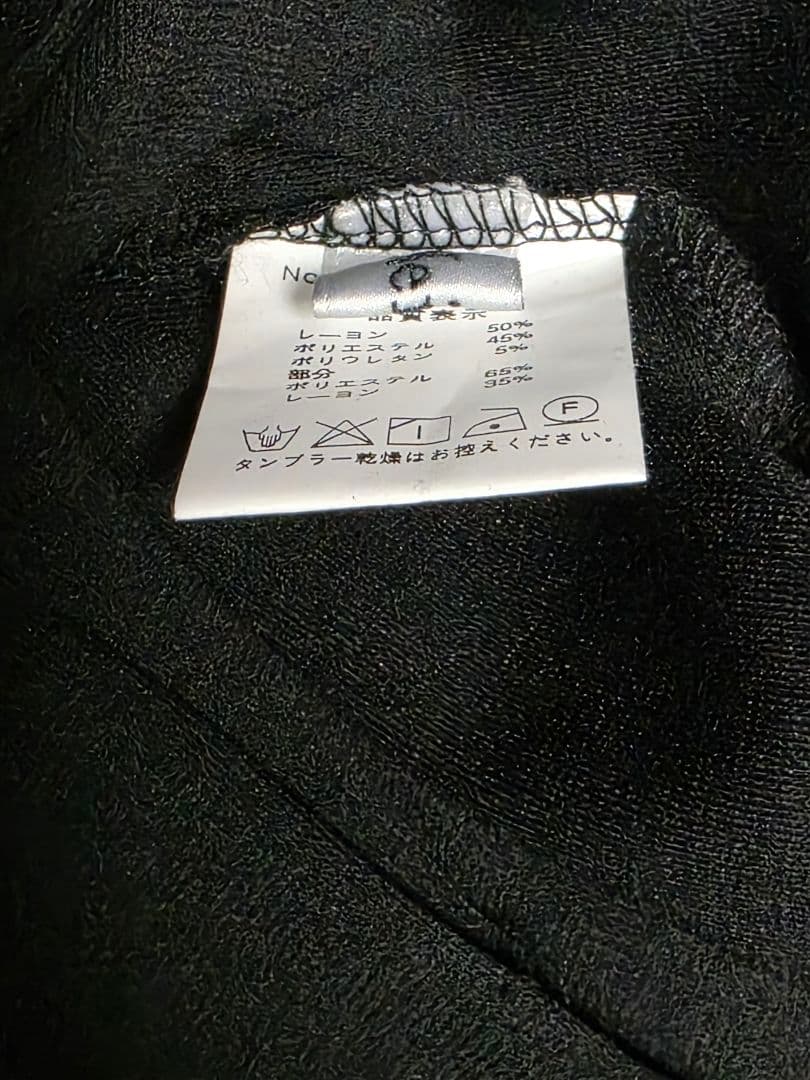 No
品質表示
レーヨン 50%
ポリエステル 45%
ポリウレタン 5%
部分
ポリエステル 65%
レーヨン 35%
F
タンブラー乾燥はお控えください。